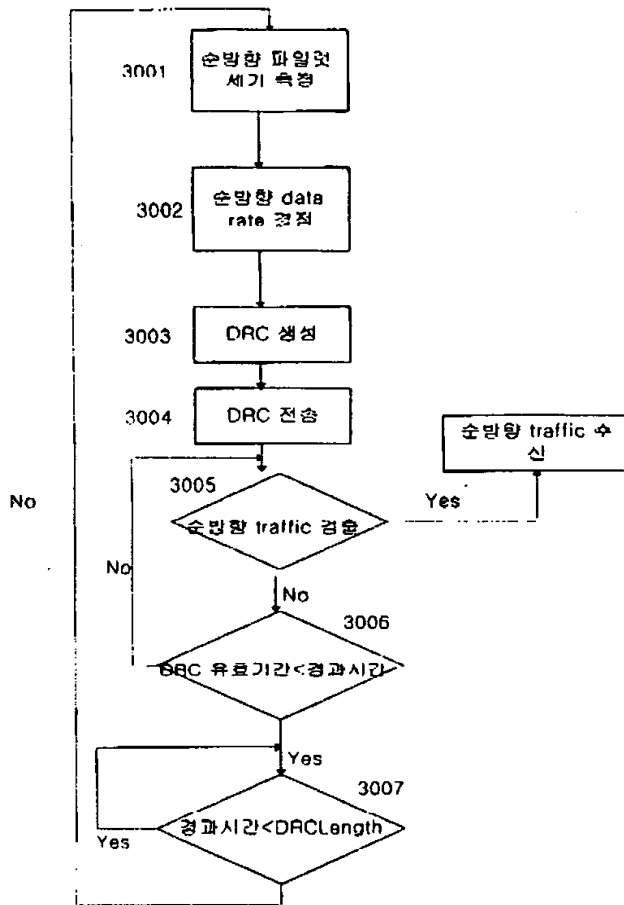 3001
순방향 파일럿
세기 측정
3002
순방향 data
rate 결정
3003
DRC 생성
3004
DRC 전송
순방향 traffic 수
신
3005
순방향 traffic 검출
Yes
No
No
No
3006
DRC 유효기간<경과시간
Yes
3007
경과시간<DRCLength
Yes